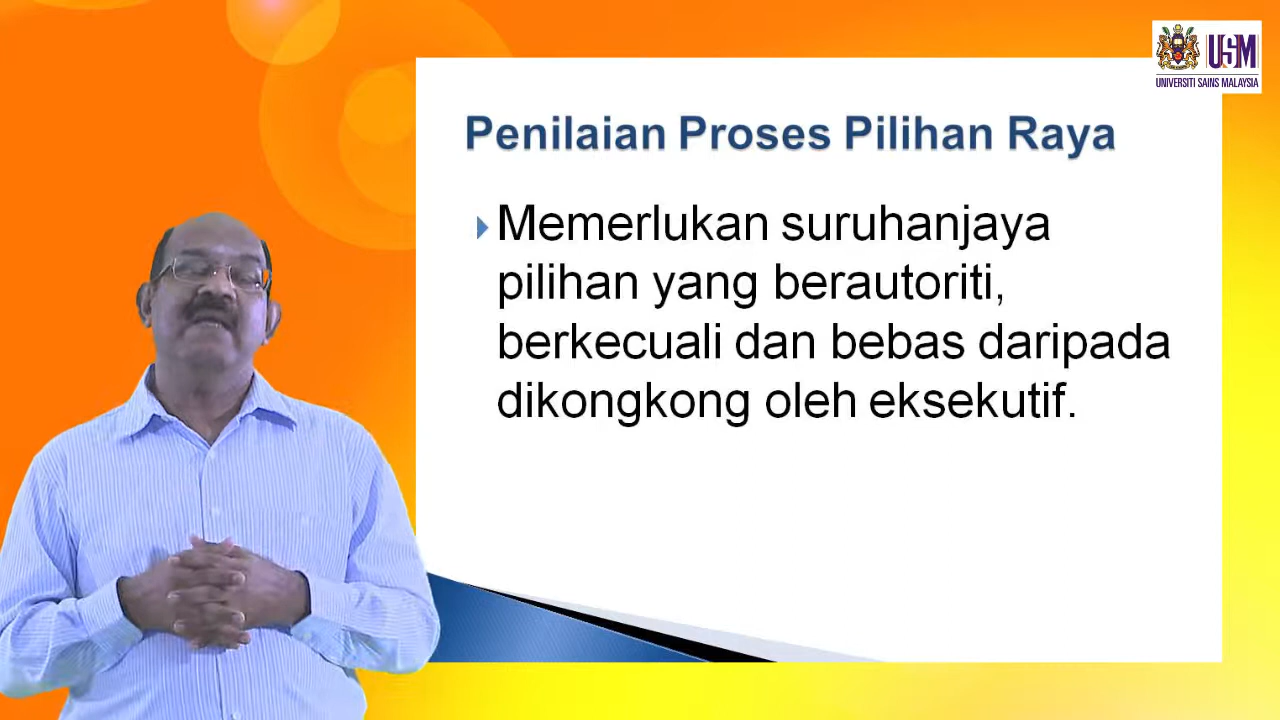 USM
UNIVERSITI SAINS MALAYSIA
Penilaian Proses Pilihan Raya
Memerlukan suruhanjaya
pilihan yang berautoriti,
berkecuali dan bebas daripada
dikongkong oleh eksekutif.